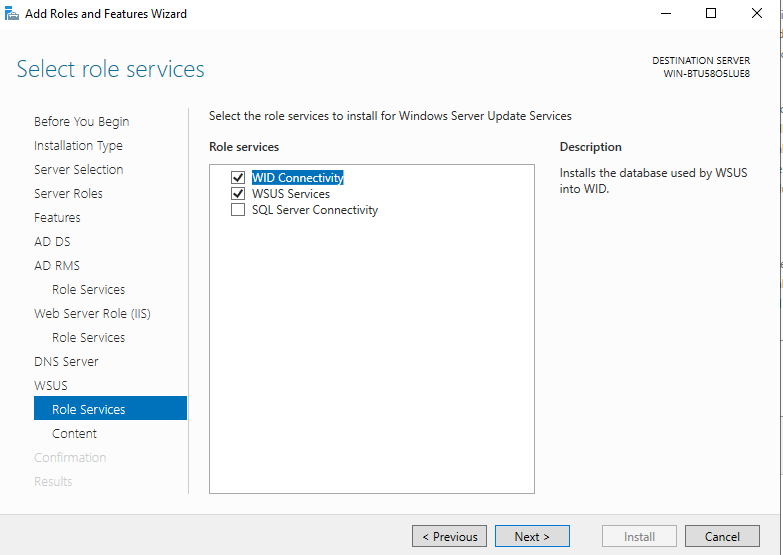 Add Roles and Features Wizard
Select role services
DESTINATION SERVER
WIN-BTU58O5LUE8
Before You Begin
Installation Type
Server Selection
Server Roles
Features
AD DS
AD RMS
Role Services
Web Server Role (IIS)
Role Services
DNS Server
WSUS
Role Services
Content
Confirmation
Results
Select the role services to install for Windows Server Update Services
Role services
WID Connectivity
WSUS Services
SQL Server Connectivity
Description
Installs the database used by WSUS
into WID.
< Previous
Next >
Install
Cancel